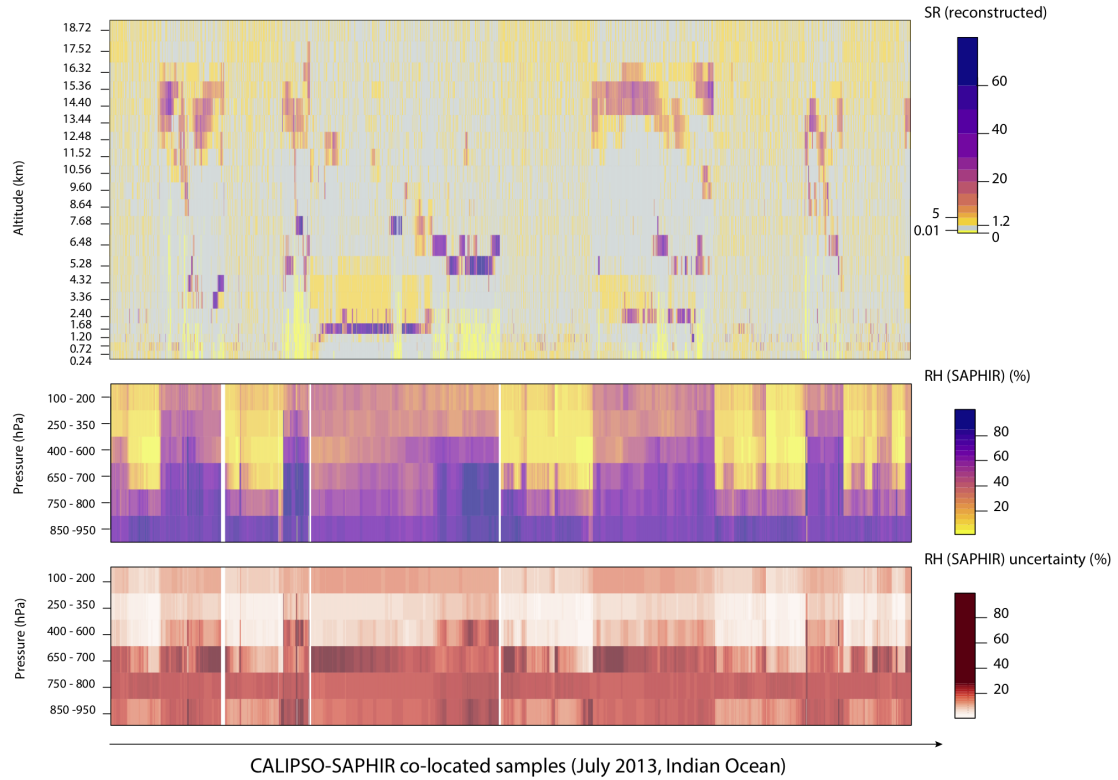 SR (reconstructed)
18.72
17.52
16.32
15.36
14.40
13.44
12.48
11.52
10.56
9.60
8.64
7.68
6.48
5.28
4.32
3.36
2.40
1.68
1.20
0.72
0.24
Altitude (km)
60
40
20
5
1.2
0.01
0
RH (SAPHIR) (%)
100 - 200
250 - 350
400 - 600
650 - 700
750 - 800
850 -950
Pressure (hPa)
80
60
40
20
RH (SAPHIR) uncertainty (%)
100 - 200
250 - 350
400 - 600
650 - 700
750 - 800
850 -950
Pressure (hPa)
80
60
40
20
CALIPSO-SAPHIR co-located samples (July 2013, Indian Ocean)